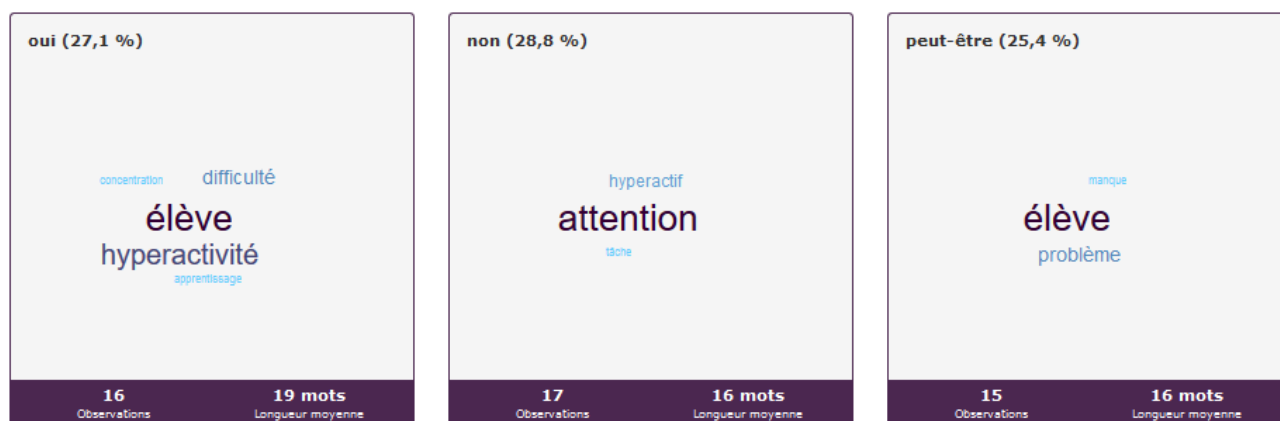 oui (27,1 %)
concentration
difficulté
élève
hyperactivité
apprentissage
16
Observations
19 mots
Longueur moyenne
non (28,8 %)
hyperactif
attention
tâche
17
Observations
16 mots
Longueur moyenne
peut-être (25,4 %)
manque
élève
problème
15
Observations
16 mots
Longueur moyenne